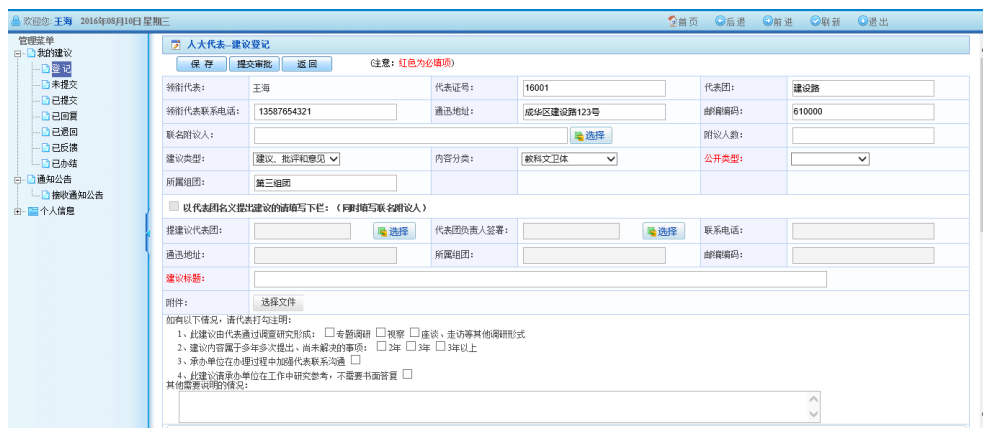 欢迎您: 王海 2016年08月10日 星期三 首页 后退 前进 刷新 退出
管理菜单
我的建议
登记
未提交
已提交
已回复
已退回
已反馈
已办结
通知公告
接收通知公告
个人信息
人大代表--建议登记
保 存 提交审批 返 回 (注意: 红色为必填项)
领衔代表: 王海 代表证号: 16001 代表团: 建设路
领衔代表联系电话: 13587654321 通迅地址: 成华区建设路123号 邮编编码: 610000
联名附议人: 选择 附议人数:
建议类型: 建议、批评和意见 内容分类: 教科文卫体 公开类型:
所属组团: 第三组团
以代表团名义提出建议的请填写下栏: (同时填写联名附议人)
提建议代表团: 选择 代表团负责人签署: 选择 联系电话:
通迅地址: 所属组团: 邮编编码:
建议标题:
附件: 选择文件
如有以下情况, 请代表打勾注明:
1、此建议由代表通过调查研究形成: 专题调研 视察 座谈、走访等其他调研形式
2、建议内容属于多年多次提出、尚未解决的事项: 2年 3年 3年以上
3、承办单位在办理过程中加强代表联系沟通
4、此建议请承办单位在工作中研究参考, 不需要书面答复
其他需要说明的情况: